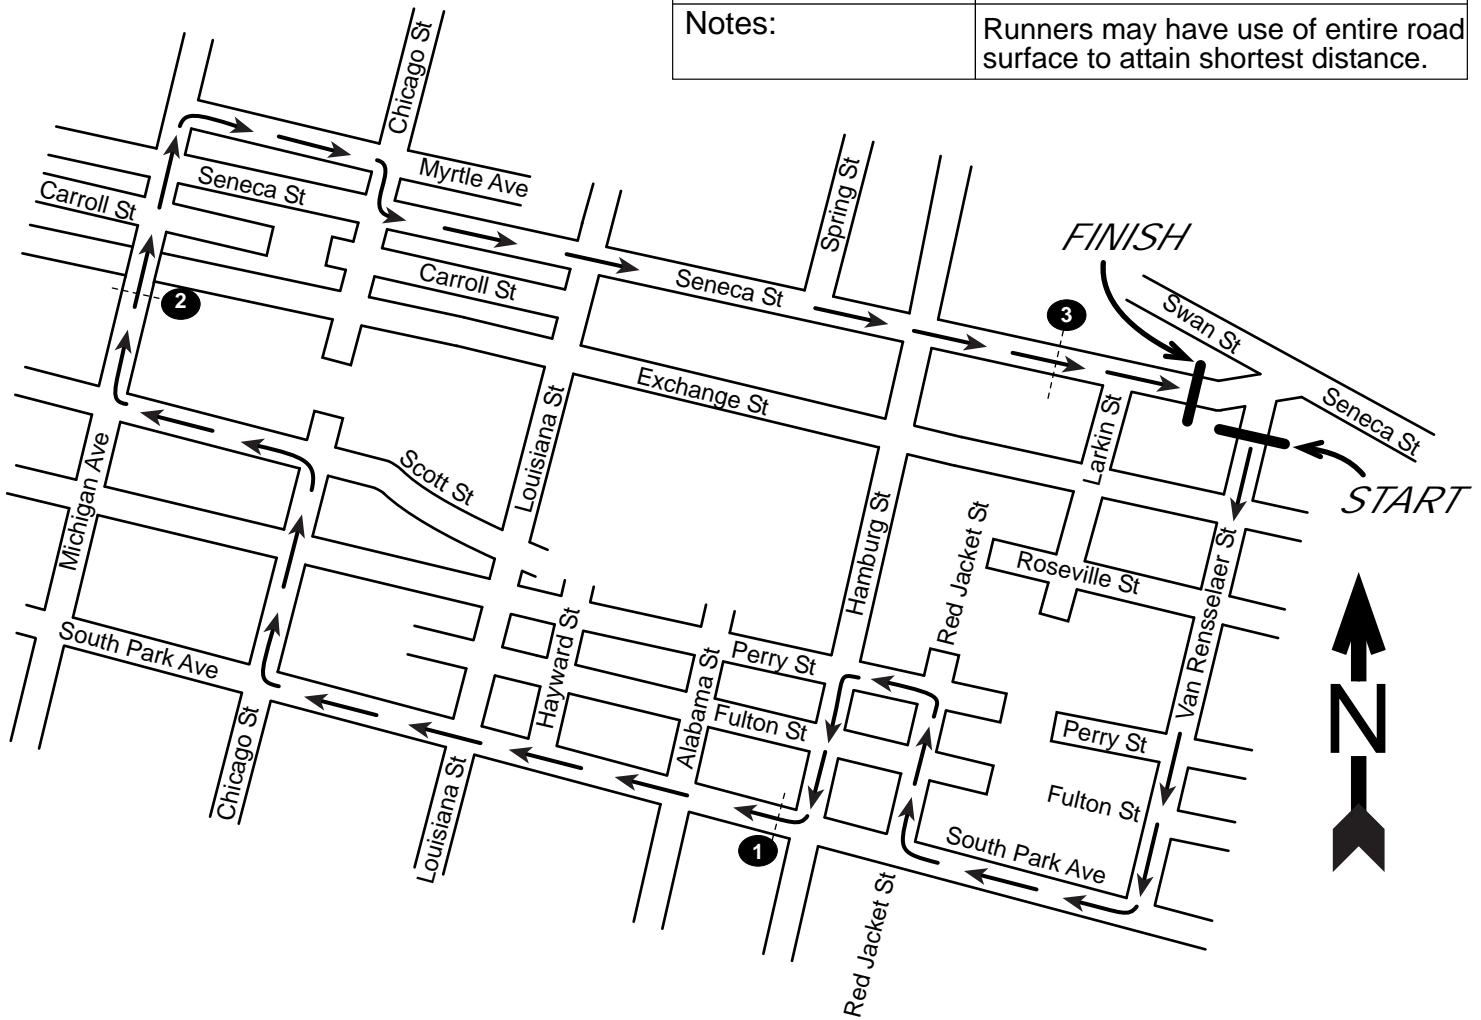 Notes:
Runners may have use of entire road
surface to attain shortest distance.
Chicago St
Myrtle Ave
Seneca St
Carroll St
Spring St
FINISH
Carroll St
Seneca St
Swan St
2
3
Exchange St
Louisiana St
Larkin St
Seneca St
START
Scott St
Michigan Ave
Hamburg St
Red Jacket St
Roseville St
Van Rensselaer St
South Park Ave
Hayward St
Perry St
Alabama St
Fulton St
Perry St
N
Chicago St
Louisiana St
1
Fulton St
South Park Ave
Red Jacket St